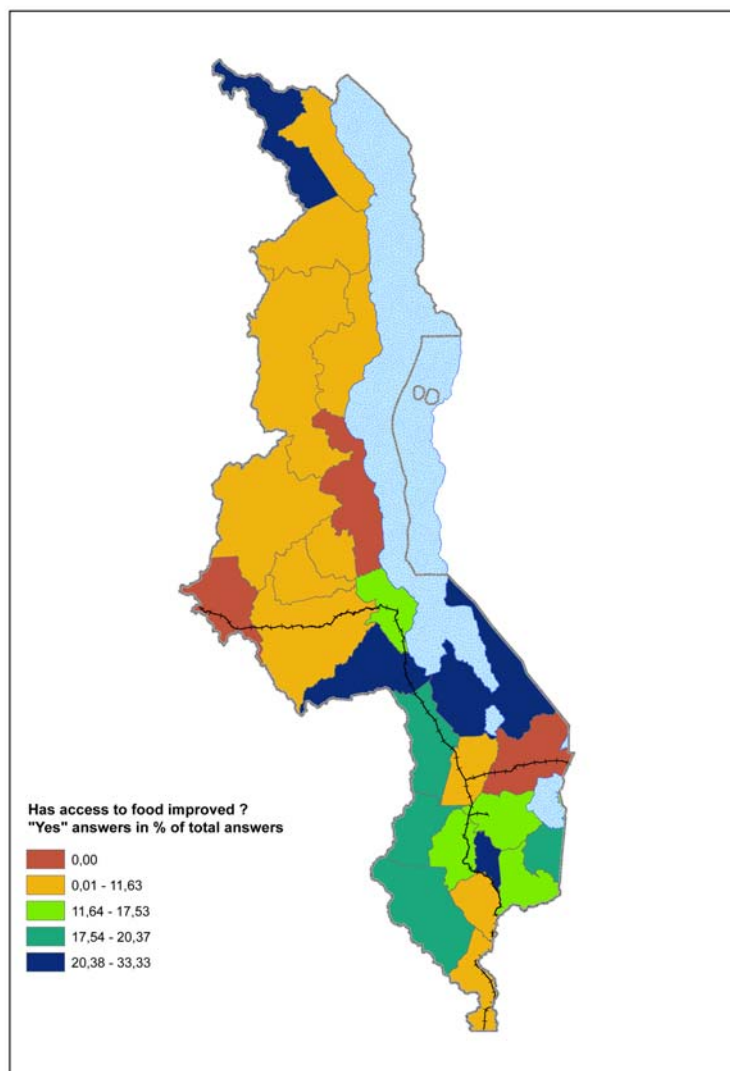 Has access to food improved ?
"Yes" answers in % of total answers
0,00
0,01 - 11,63
11,64 - 17,53
17,54 - 20,37
20,38 - 33,33